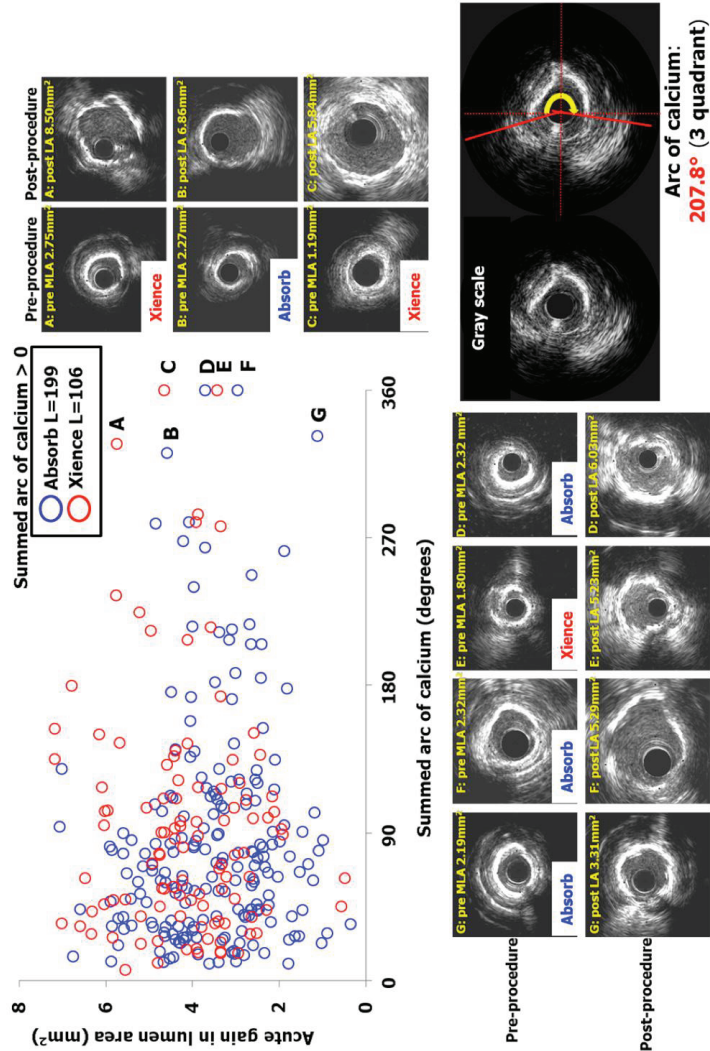 Summed arc of calcium > 0
Absorb L=199
Xience L=106
Acute gain in lumen area (mm²)
8
6
4
2
0
0
90
180
270
360
Summed arc of calcium (degrees)
A
B
C
D
E
F
G
Pre-procedure
Post-procedure
A: pre MLA 2.75mm²
A: post LA 8.50mm²
Xience
B: pre MLA 2.27mm²
B: post LA 6.86mm²
Absorb
C: pre MLA 1.19mm²
C: post LA 5.84mm²
Xience
Pre-procedure
G: pre MLA 2.19mm²
F: pre MLA 2.32mm²
E: pre MLA 1.80mm²
D: pre MLA 2.32 mm²
Absorb
Absorb
Xience
Absorb
Post-procedure
G: post LA 3.31mm²
F: post LA 5.29mm²
E: post LA 5.23mm²
D: post LA 6.03mm²
Gray scale
Arc of calcium:
207.8° (3 quadrant)